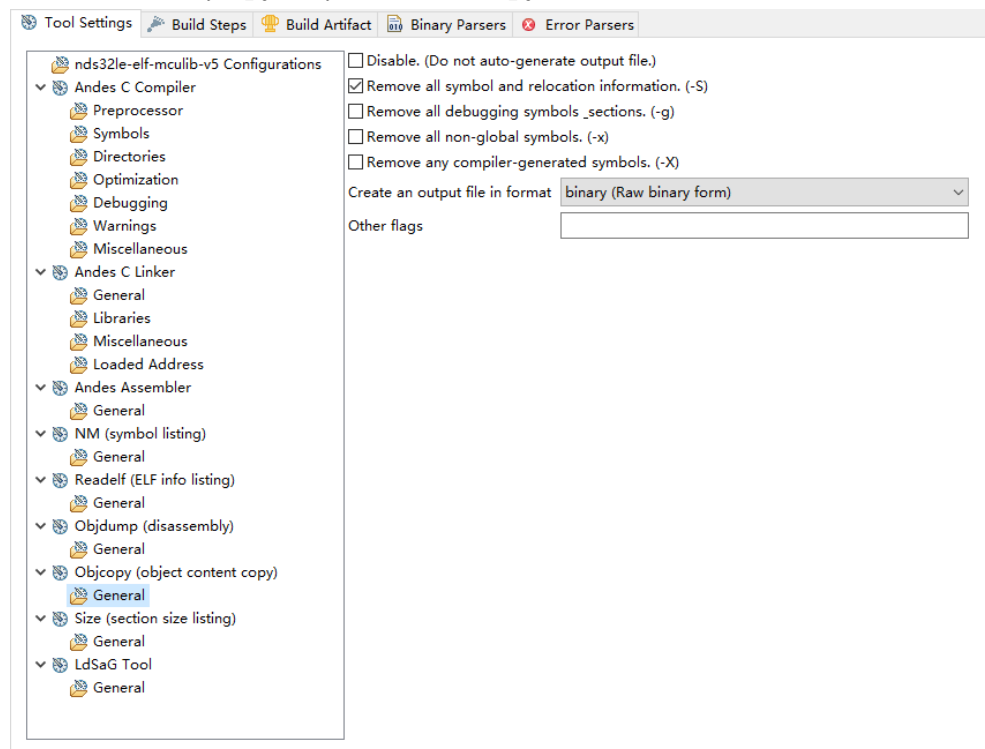 Tool Settings Build Steps Build Artifact Binary Parsers Error Parsers
nds32le-elf-mculib-v5 Configurations
Andes C Compiler
Preprocessor
Symbols
Directories
Optimization
Debugging
Warnings
Miscellaneous
Andes C Linker
General
Libraries
Miscellaneous
Loaded Address
Andes Assembler
General
NM (symbol listing)
General
Readelf (ELF info listing)
General
Objdump (disassembly)
General
Objcopy (object content copy)
General
Size (section size listing)
General
LdSaG Tool
General
Disable. (Do not auto-generate output file.)
Remove all symbol and relocation information. (-S)
Remove all debugging symbols _sections. (-g)
Remove all non-global symbols. (-x)
Remove any compiler-generated symbols. (-X)
Create an output file in format binary (Raw binary form)
Other flags